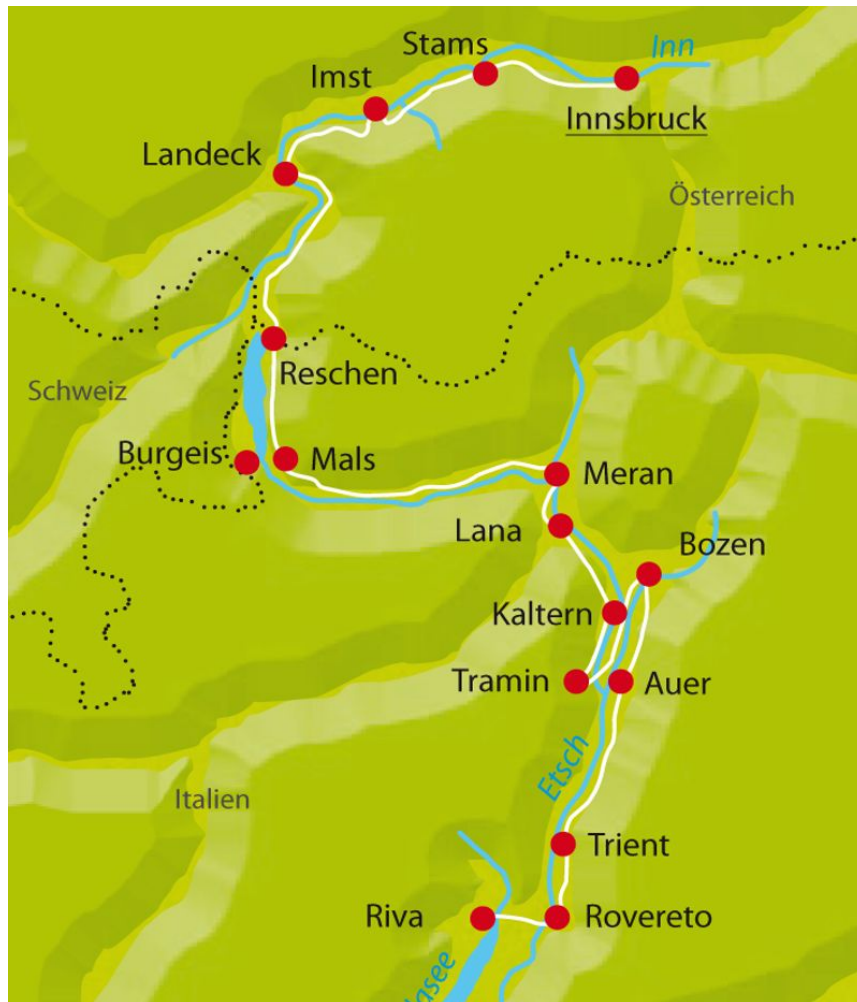 Stams
Inn
Imst
Innsbruck
Landeck
Österreich
Reschen
Schweiz
Burgeis
Mals
Meran
Lana
Bozen
Kaltern
Tramin
Auer
Etsch
Italien
Trient
Riva
Rovereto